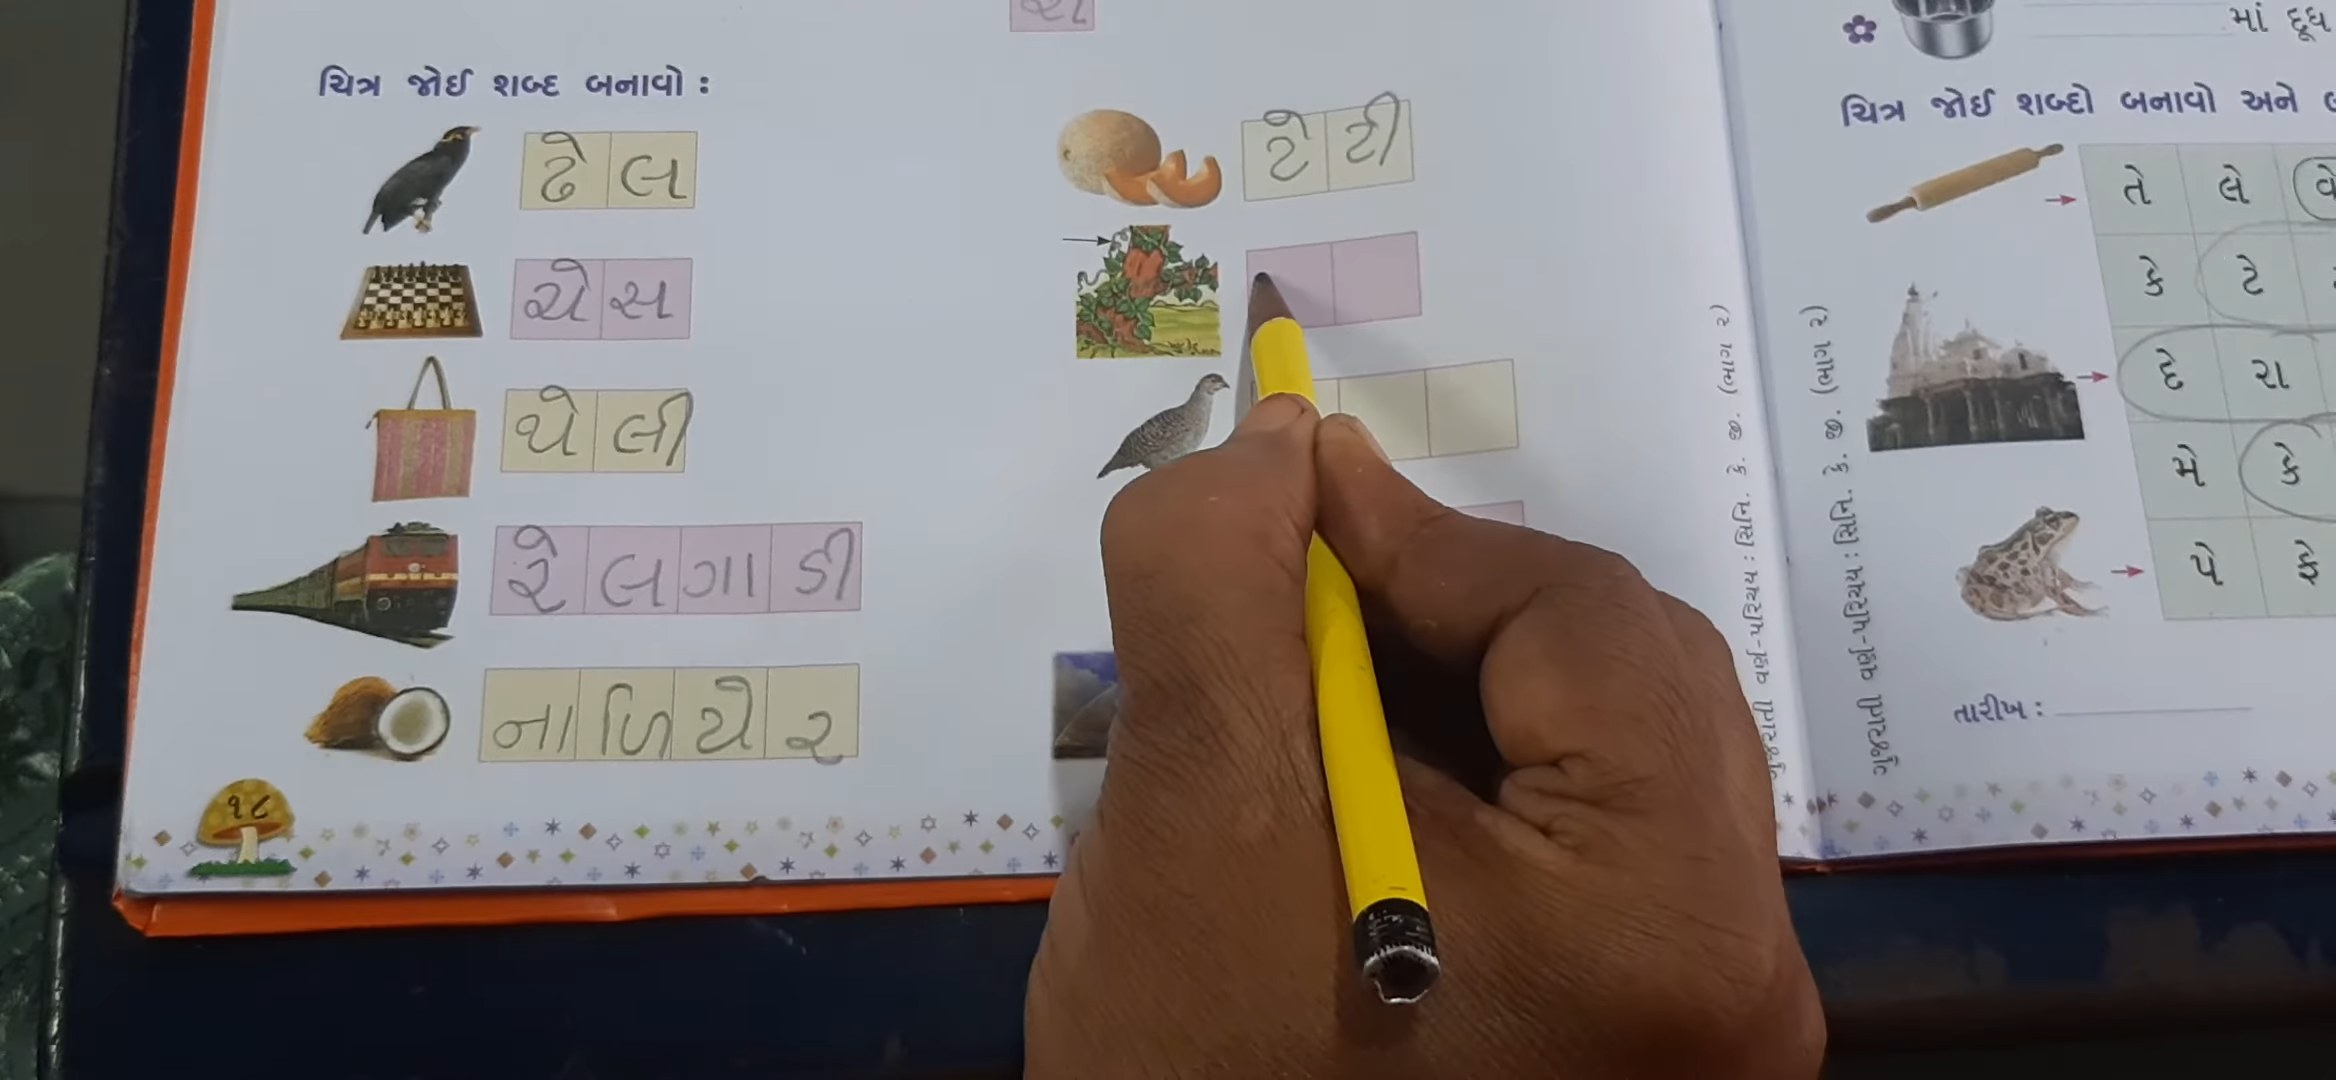 ચિત્ર જોઈ શબ્દ બનાવો :
ઢેલ
ચેસ
થેલી
રેલગાડી
નાળિયેર
૧૮
ટેટી
ગુજરાતી વર્ણ-પરિચય : સિનિ. કે. જી. (ભાગ ૨)
ગુજરાતી વર્ણ-પરિચય : સિનિ. કે. જી. (ભાગ ૨)
માં દૂધ
ચિત્ર જોઈ શબ્દો બનાવો અને
તે લે વે
કે ટે
દે રા
મે કે
પે ફે
તારીખ :